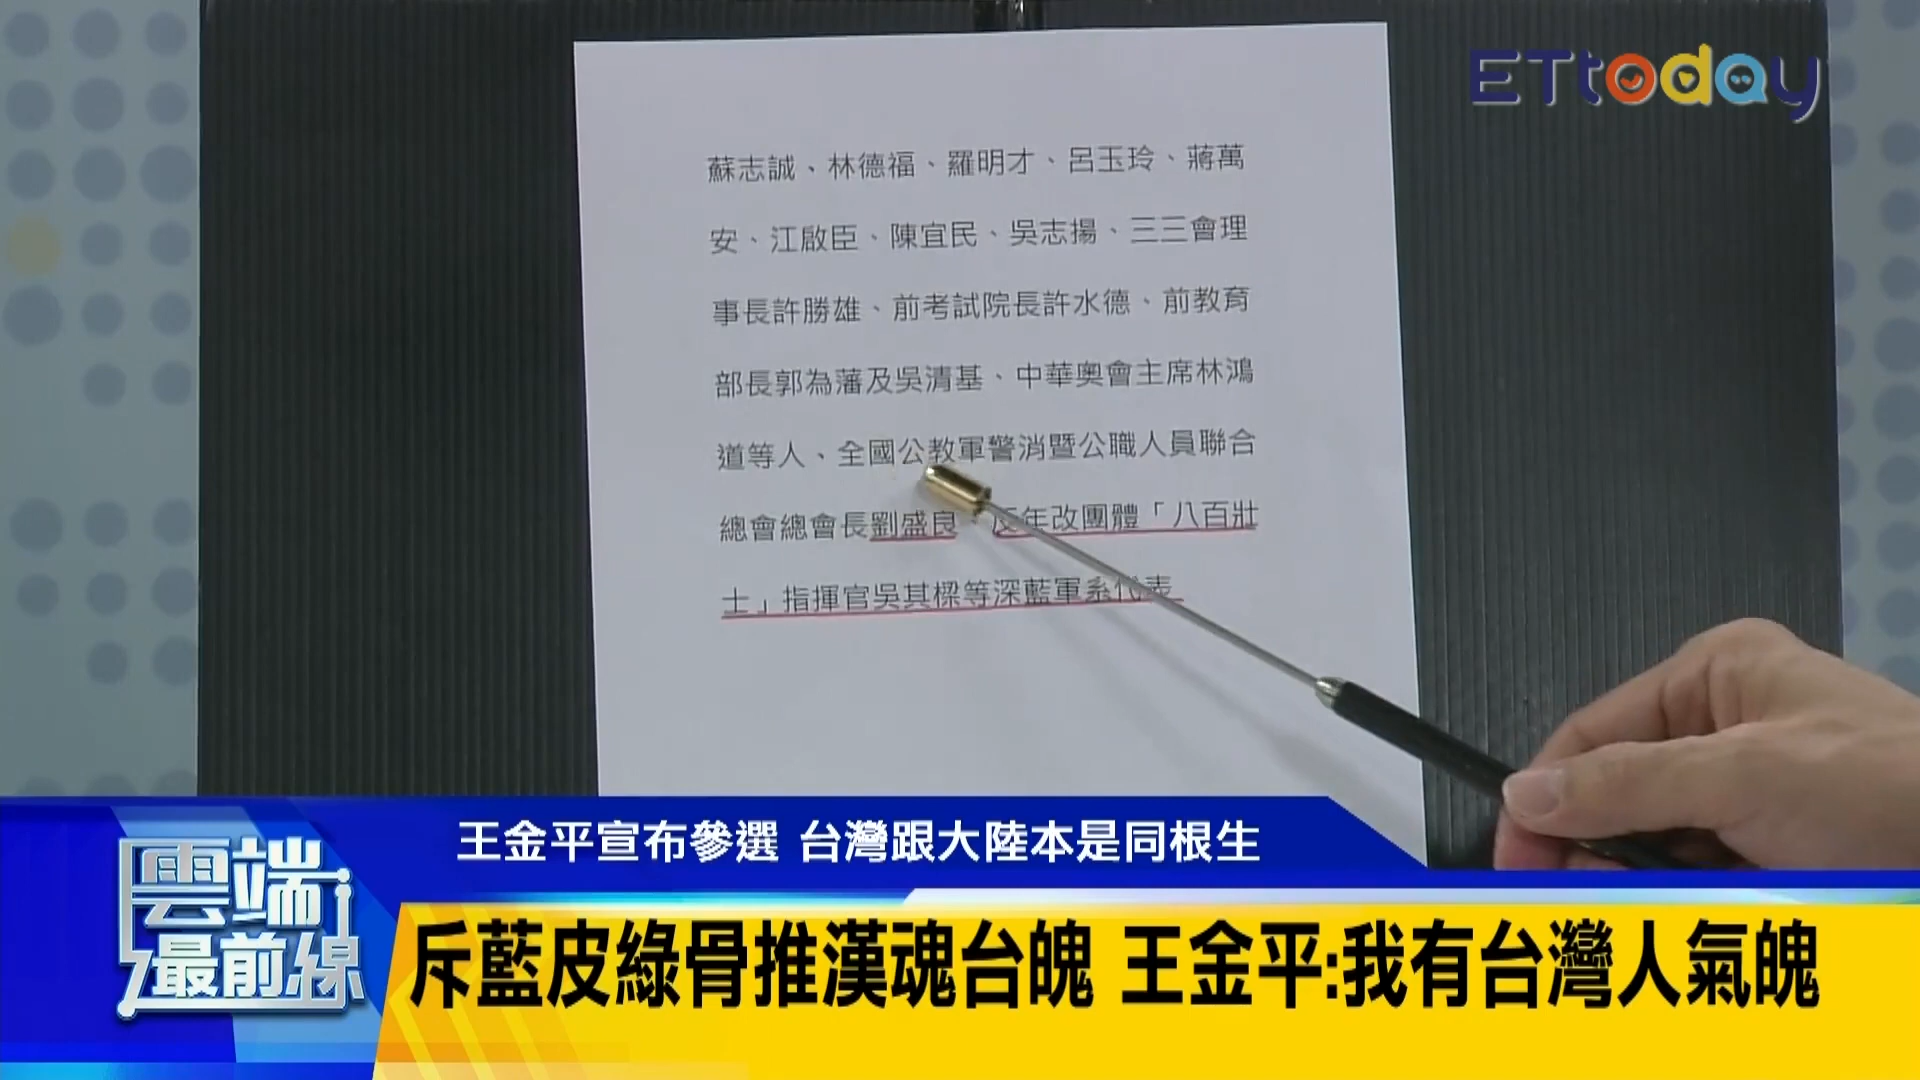 ETtoday
蘇志誠、林德福、羅明才、呂玉玲、蔣萬
安、江啟臣、陳宜民、吳志揚、三三會理
事長許勝雄、前考試院長許水德、前教育
部長郭為藩及吳清基、中華奧會主席林鴻
道等人、全國公教軍警消暨公職人員聯合
總會總會長劉盛良 反年改團體「八百壯
士」指揮官吳其樑等深藍軍系代表
王金平宣布參選 台灣跟大陸本是同根生
雲端
最前線
斥藍皮綠骨推漢魂台魄 王金平:我有台灣人氣魄